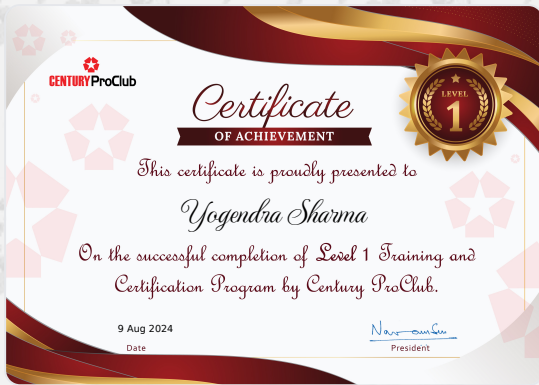 CENTURY ProClub
LEVEL
1
Certificate
OF ACHIEVEMENT
This certificate is proudly presented to
Yogendra Sharma
On the successful completion of Level 1 Training and
Certification Program by Century ProClub.
9 Aug 2024
Date
President